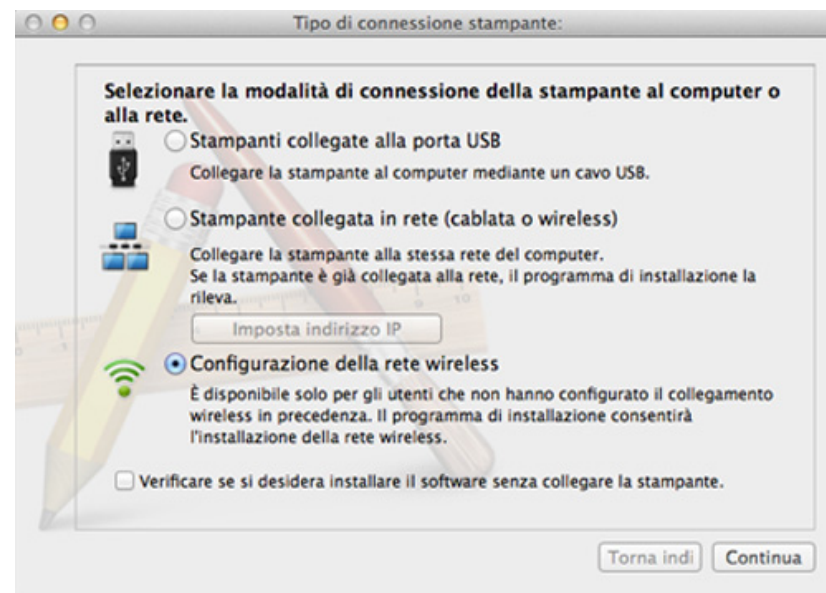 Tipo di connessione stampante:
Selezionare la modalità di connessione della stampante al computer o
alla rete.
Stampanti collegate alla porta USB
Collegare la stampante al computer mediante un cavo USB.
Stampante collegata in rete (cablata o wireless)
Collegare la stampante alla stessa rete del computer.
Se la stampante è già collegata alla rete, il programma di installazione la
rileva.
Imposta indirizzo IP
Configurazione della rete wireless
È disponibile solo per gli utenti che non hanno configurato il collegamento
wireless in precedenza. Il programma di installazione consentirà
l'installazione della rete wireless.
Verificare se si desidera installare il software senza collegare la stampante.
Torna indi
Continua